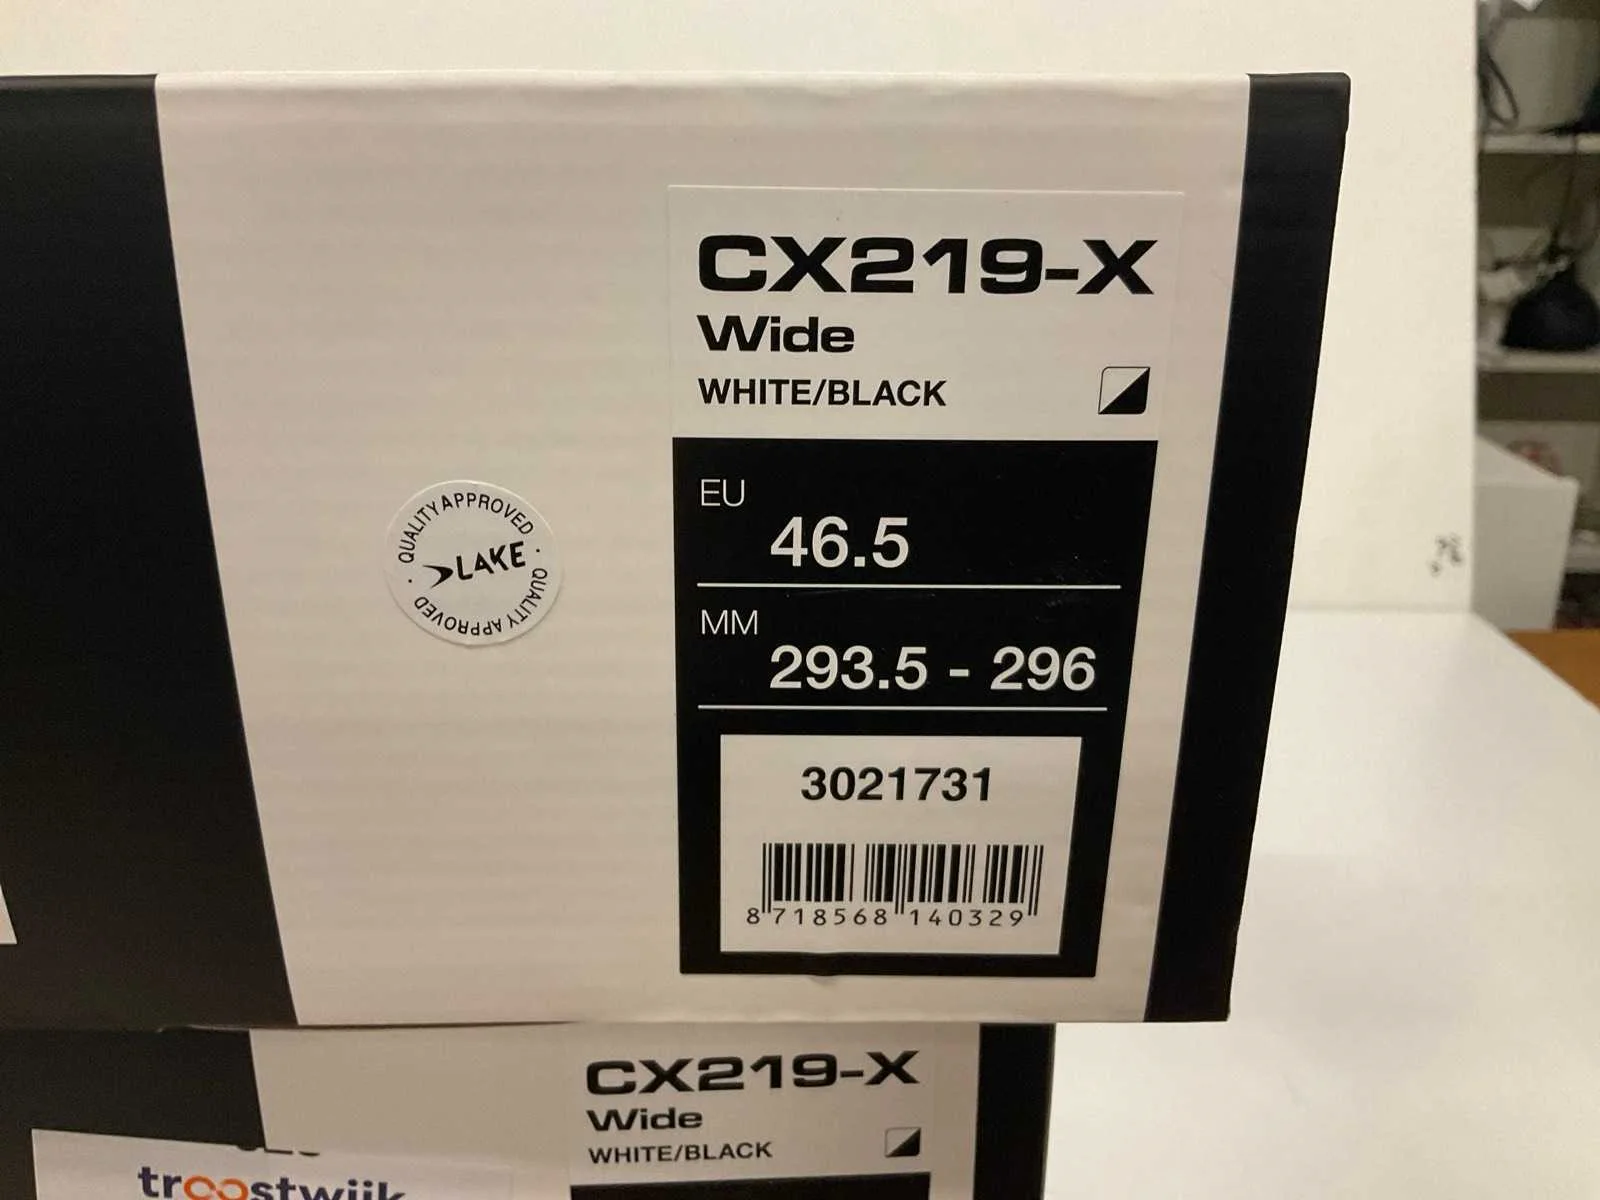 CX219-X
Wide
WHITE/BLACK
EU
46.5
MM
293.5 - 296
3021731
8 718568 140329
QUALITY APPROVED · QUALITY APPROVED ·
LAKE
CX219-X
Wide
WHITE/BLACK
troostwijk